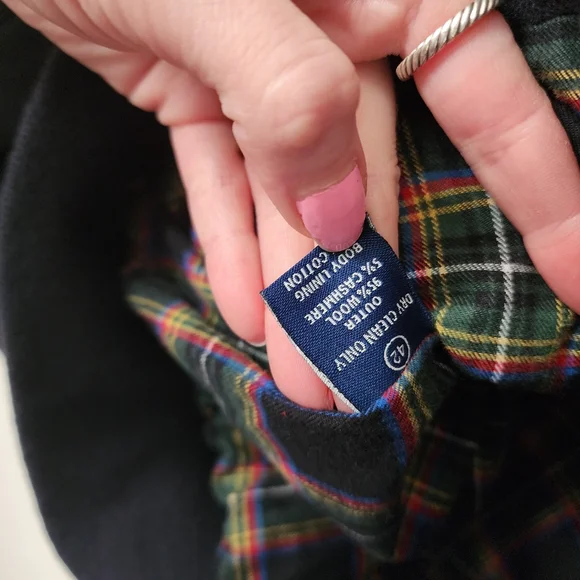 42
DRY CLEAN ONLY
OUTER
95% WOOL
5% CASHMERE
BODY LINING
COTTON